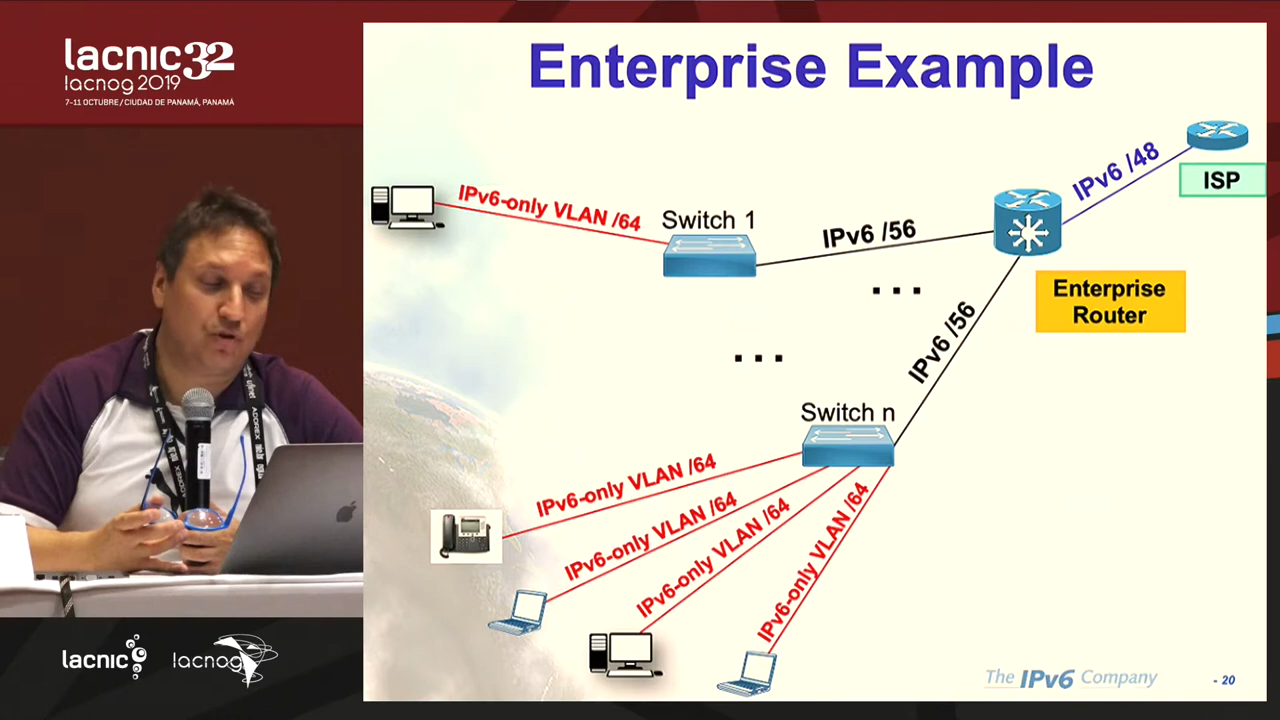 lacnic32
lacnog 2019
7-11 OCTUBRE / CIUDAD DE PANAMÁ, PANAMÁ
Enterprise Example
IPv6-only VLAN /64
Switch 1
IPv6 /56
IPv6 /48
ISP
...
Enterprise
Router
...
IPv6 /56
Switch n
IPv6-only VLAN /64
IPv6-only VLAN /64
IPv6-only VLAN /64
IPv6-only VLAN /64
lacnic
lacnog
The IPv6 Company
- 20